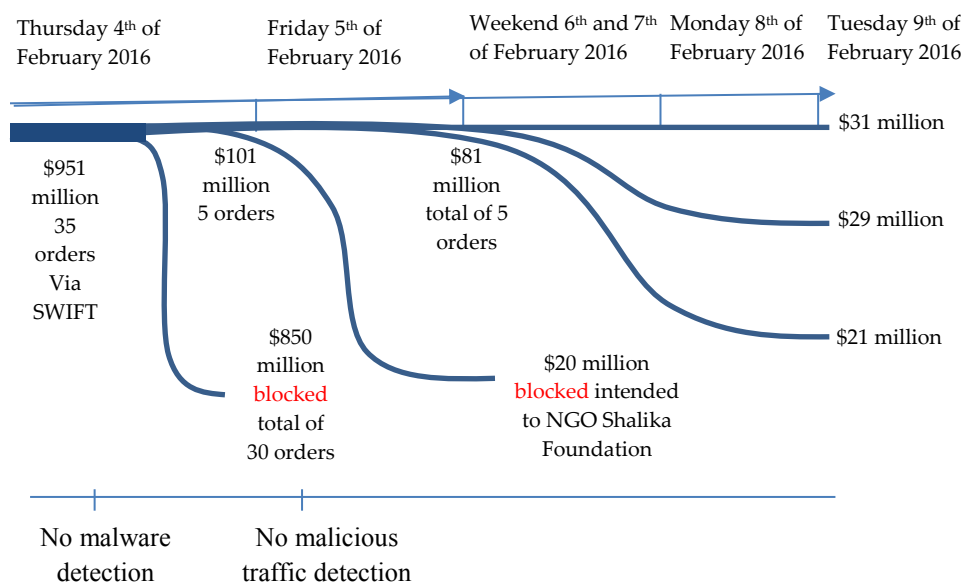 Thursday 4th of
February 2016
Friday 5th of
February 2016
Weekend 6th and 7th
of February 2016
Monday 8th of
February 2016
Tuesday 9th of
February 2016
$951
million
35
orders
Via
SWIFT
$101
million
5 orders
$81
million
total of 5
orders
$31 million
$29 million
$21 million
$850
million
blocked
total of
30 orders
$20 million
blocked intended
to NGO Shalika
Foundation
No malware
detection
No malicious
traffic detection